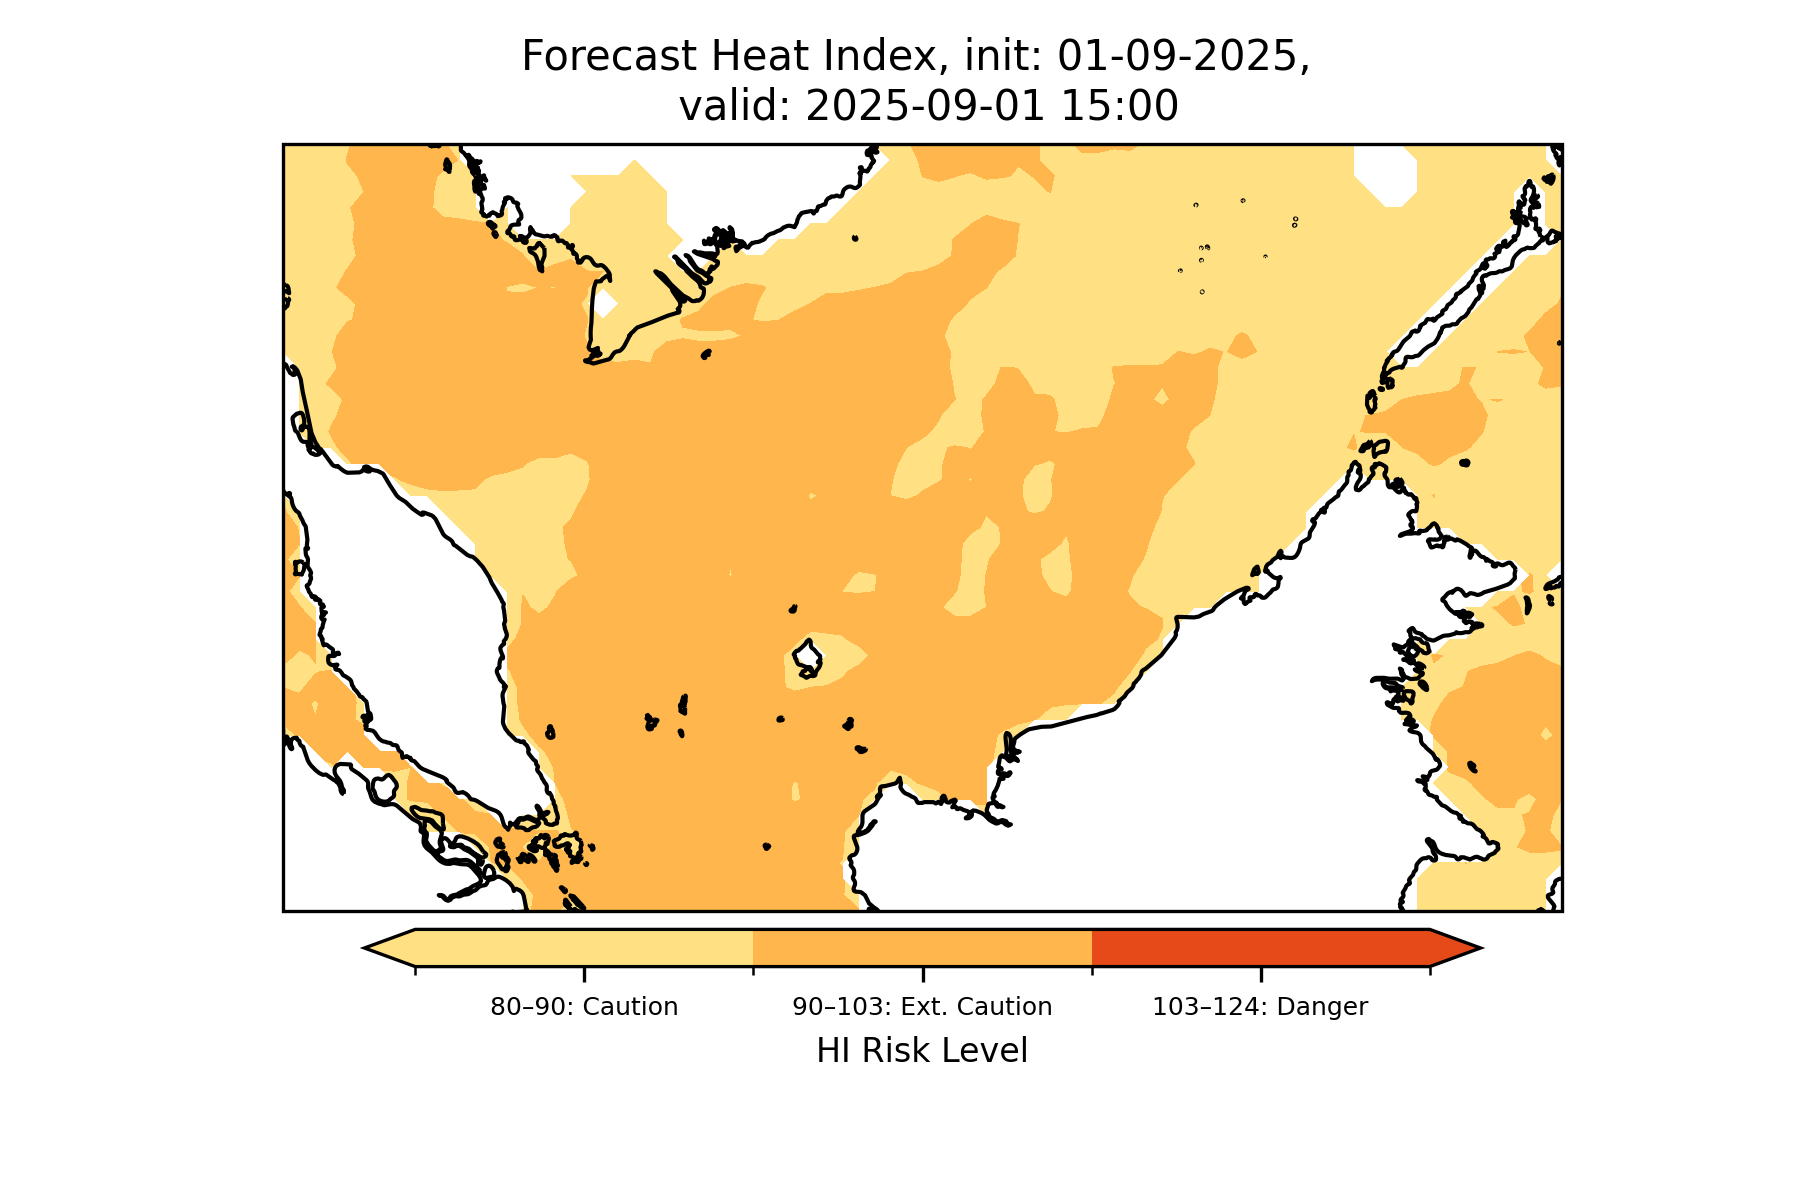 Forecast Heat Index, init: 01-09-2025,
valid: 2025-09-01 15:00
80–90: Caution
90–103: Ext. Caution
103–124: Danger
HI Risk Level